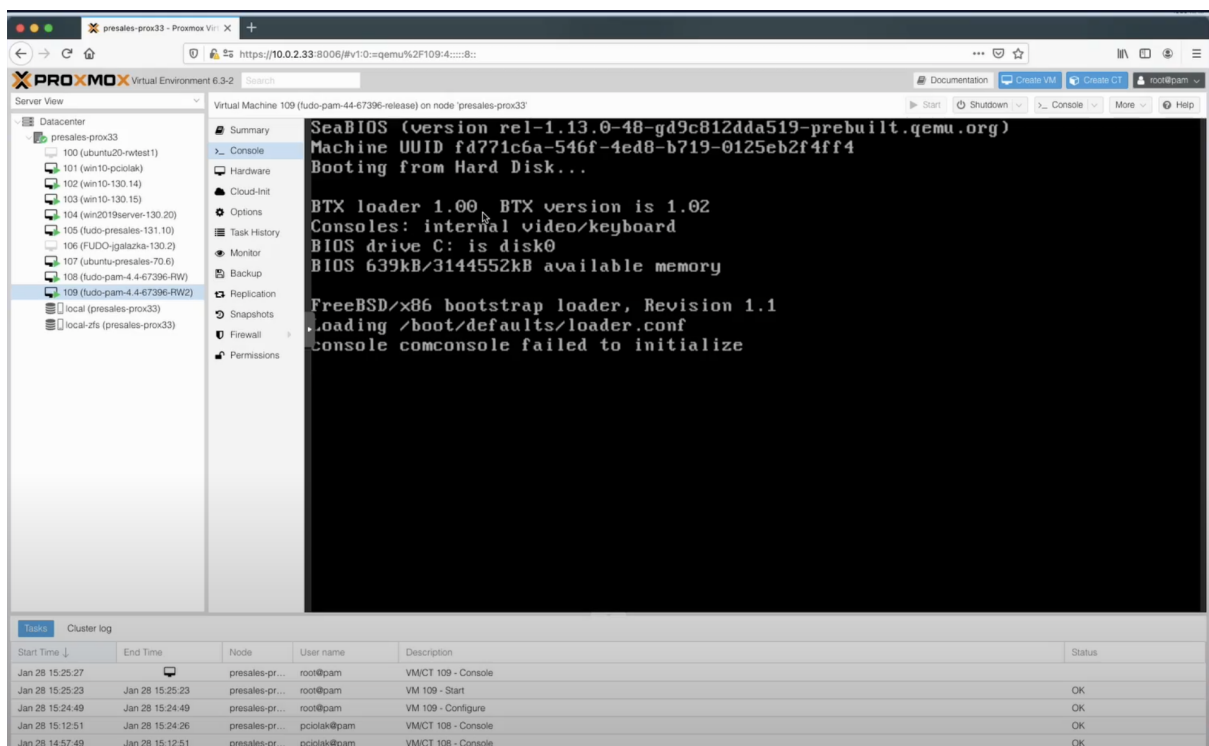 presales-prox33 - Proxmox Virt
https://10.0.2.33:8006/#v1:0:=qemu%2F109:4:::::8::
PROXMOX Virtual Environment 6.3-2 Search
Documentation Create VM Create CT root@pam
Server View
Virtual Machine 109 (fudo-pam-44-67396-release) on node 'presales-prox33'
Start Shutdown Console More Help
Datacenter
presales-prox33
100 (ubuntu20-rwtest1)
101 (win10-pciolak)
102 (win10-130.14)
103 (win10-130.15)
104 (win2019server-130.20)
105 (fudo-presales-131.10)
106 (FUDO-jgalazka-130.2)
107 (ubuntu-presales-70.6)
108 (fudo-pam-4.4-67396-RW)
109 (fudo-pam-4.4-67396-RW2)
local (presales-prox33)
local-zfs (presales-prox33)
Summary
Console
Hardware
Cloud-Init
Options
Task History
Monitor
Backup
Replication
Snapshots
Firewall
Permissions
SeaBIOS (version rel-1.13.0-48-gd9c812dda519-prebuilt.qemu.org)
Machine UUID fd771c6a-546f-4ed8-b719-0125eb2f4ff4
Booting from Hard Disk...
BTX loader 1.00 BTX version is 1.02
Consoles: internal video/keyboard
BIOS drive C: is disk0
BIOS 639kB/3144552kB available memory
FreeBSD/x86 bootstrap loader, Revision 1.1
Loading /boot/defaults/loader.conf
console comconsole failed to initialize
Tasks Cluster log
Start Time End Time Node User name Description Status
Jan 28 15:25:27 presales-pr... root@pam VM/CT 109 - Console
Jan 28 15:25:23 Jan 28 15:25:23 presales-pr... root@pam VM 109 - Start OK
Jan 28 15:24:49 Jan 28 15:24:49 presales-pr... root@pam VM 109 - Configure OK
Jan 28 15:12:51 Jan 28 15:24:26 presales-pr... pciolak@pam VM/CT 108 - Console OK
Jan 28 14:57:49 Jan 28 15:12:51 presales-pr... pciolak@pam VM/CT 108 - Console OK